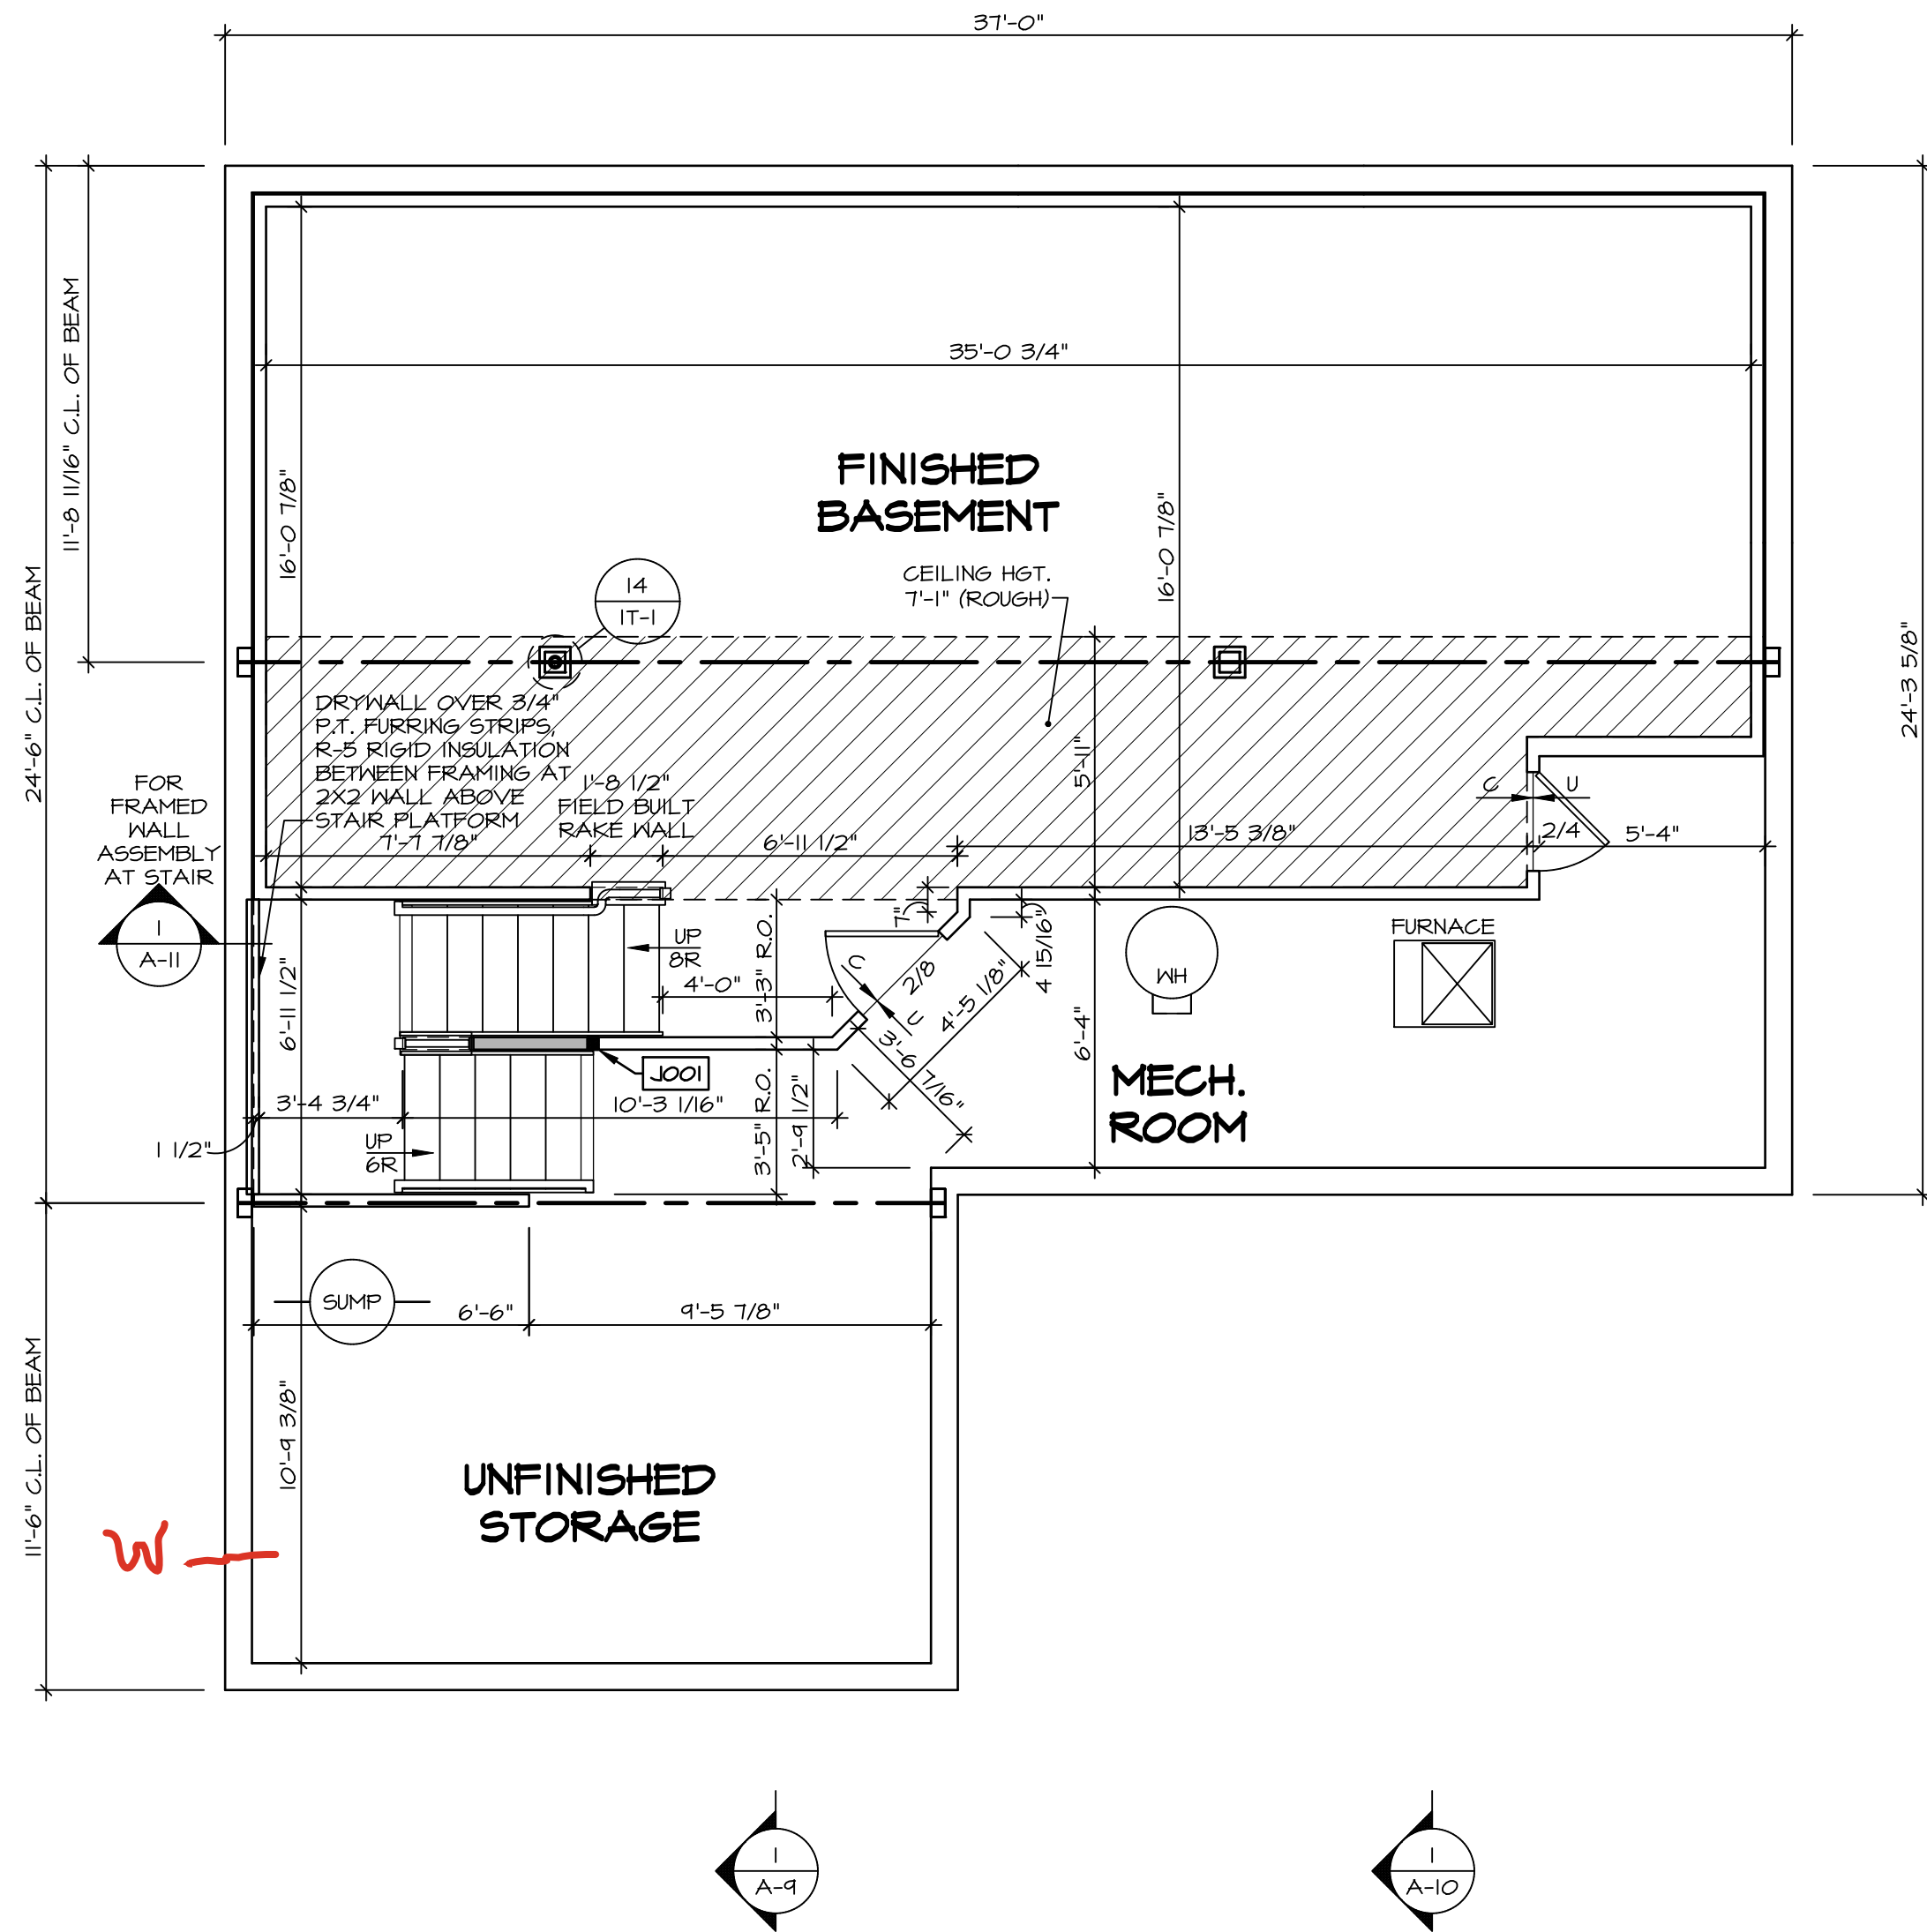 37'-0"
11'-8 11/16" C.L. OF BEAM
24'-6" C.L. OF BEAM
24'-3 5/8"
35'-0 3/4"
16'-0 7/8"
16'-0 7/8"
FINISHED
BASEMENT
CEILING HGT.
7'-1" (ROUGH)
14
1T-1
DRYWALL OVER 3/4"
P.T. FURRING STRIPS,
R-5 RIGID INSULATION
BETWEEN FRAMING AT
2X2 WALL ABOVE
STAIR PLATFORM
FOR
FRAMED
WALL
ASSEMBLY
AT STAIR
1
A-11
1'-8 1/2"
FIELD BUILT
RAKE WALL
7'-7 7/8"
6'-11 1/2"
5'-11"
13'-5 3/8"
C
U
2/4
5'-4"
7"
4 15/16"
UP
8R
4'-0"
3'-3" R.O.
C
2/8
U
4'-5 1/8"
3'-6 7/16"
6'-11 1/2"
6'-4"
WH
FURNACE
MECH.
ROOM
J001
3'-4 3/4"
10'-3 1/16"
3'-5" R.O.
2'-9 1/2"
1 1/2"
UP
6R
SUMP
6'-6"
9'-5 7/8"
10'-9 3/8"
11'-6" C.L. OF BEAM
UNFINISHED
STORAGE
W
1
A-9
1
A-10